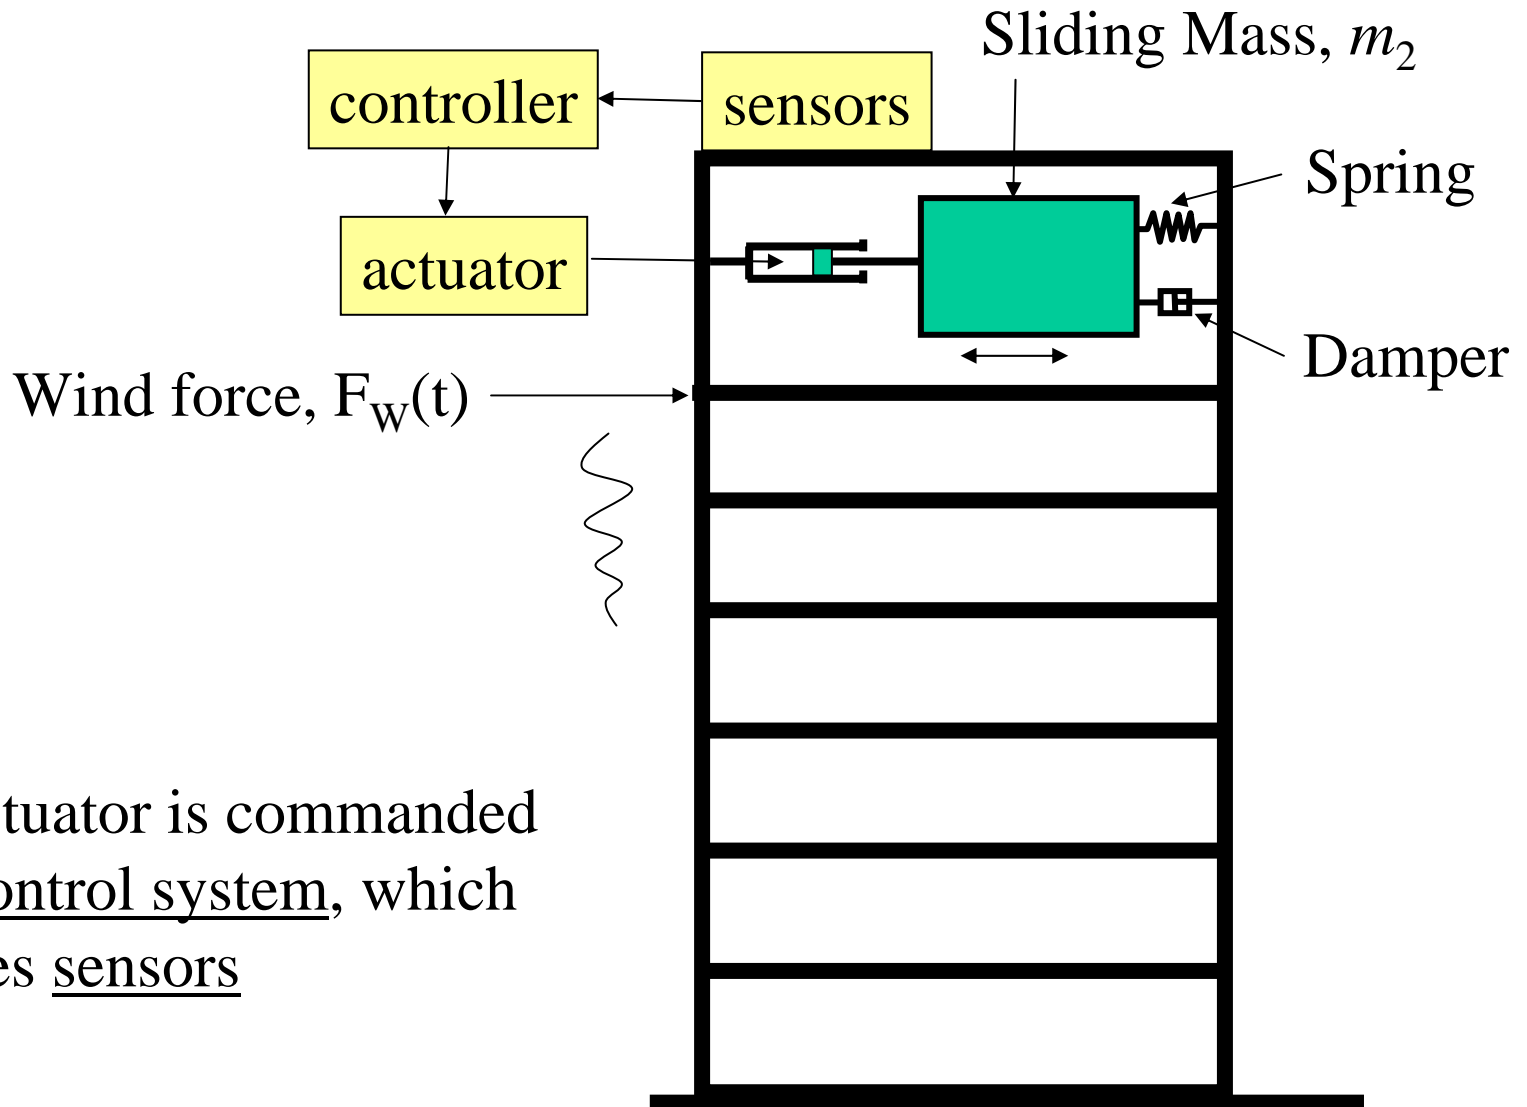 Sliding Mass, m2
controller
sensors
Spring
actuator
Damper
Wind force, FW(t)
tuator is commanded
ontrol system, which
es sensors